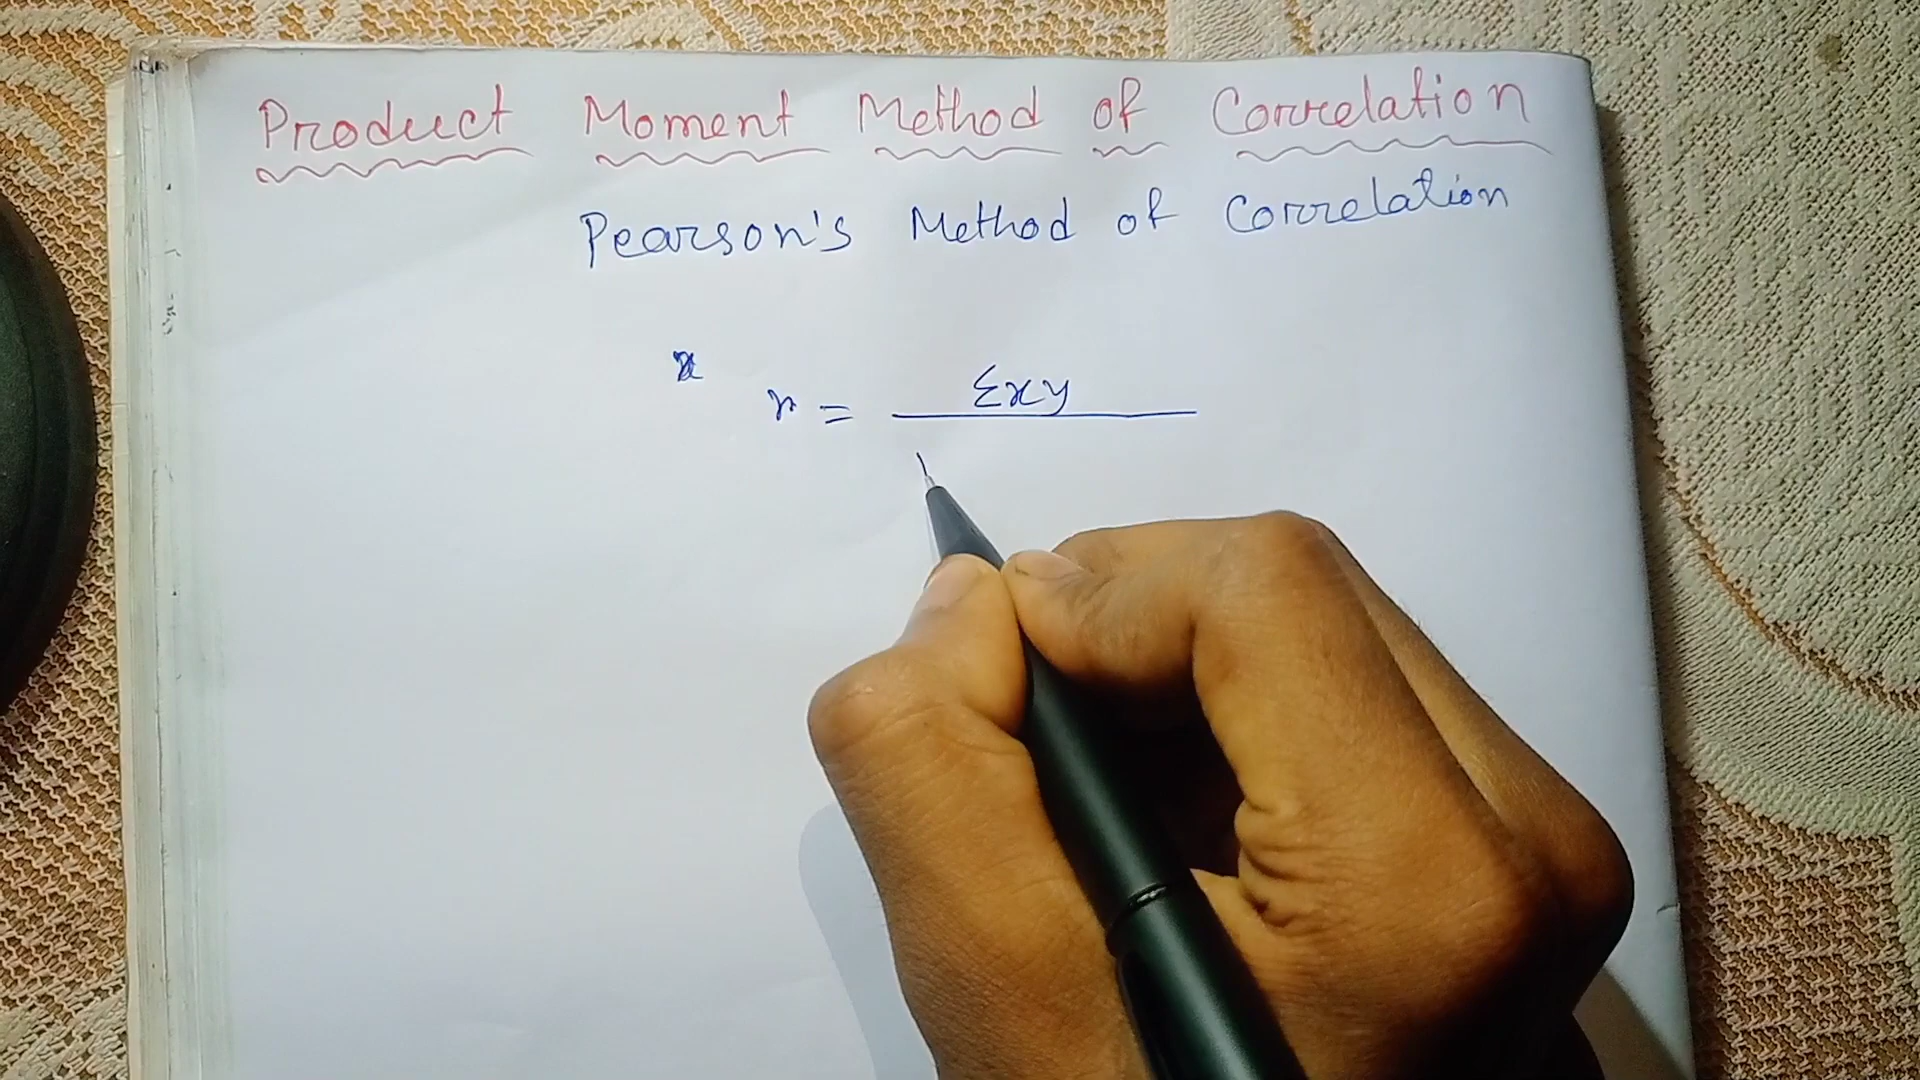 Product Moment Method of Correlation
Pearson's Method of Correlation
r = Σxy